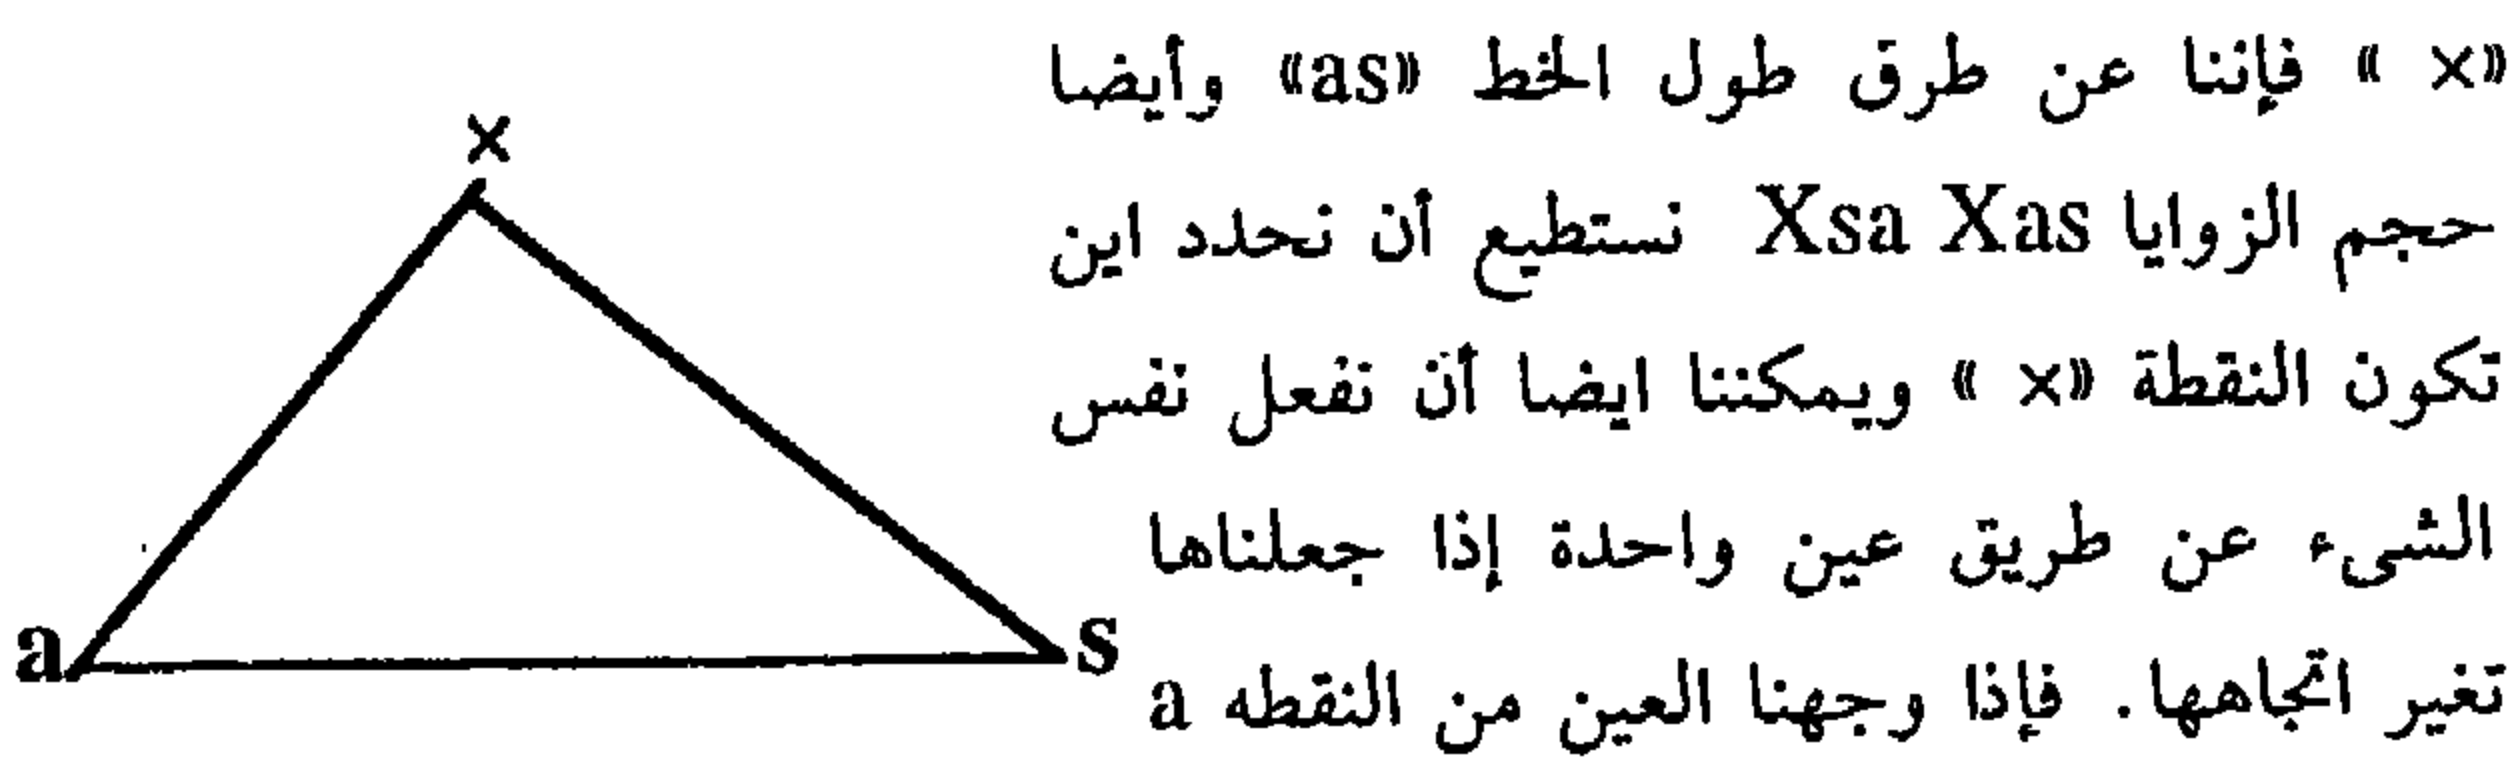 «x » فإننا عن طرق طول الخط «as» وأيضا
حجم الزوايا Xsa Xas نستطيع أن نحدد اين
تكون النقطة «x » ويمكننا ايضا أن نفعل نفس
الشىء عن طريق عين واحدة إذا جعلناها
تغير اتجاهها. فإذا وجهنا العين من النقطه a
x
a
s